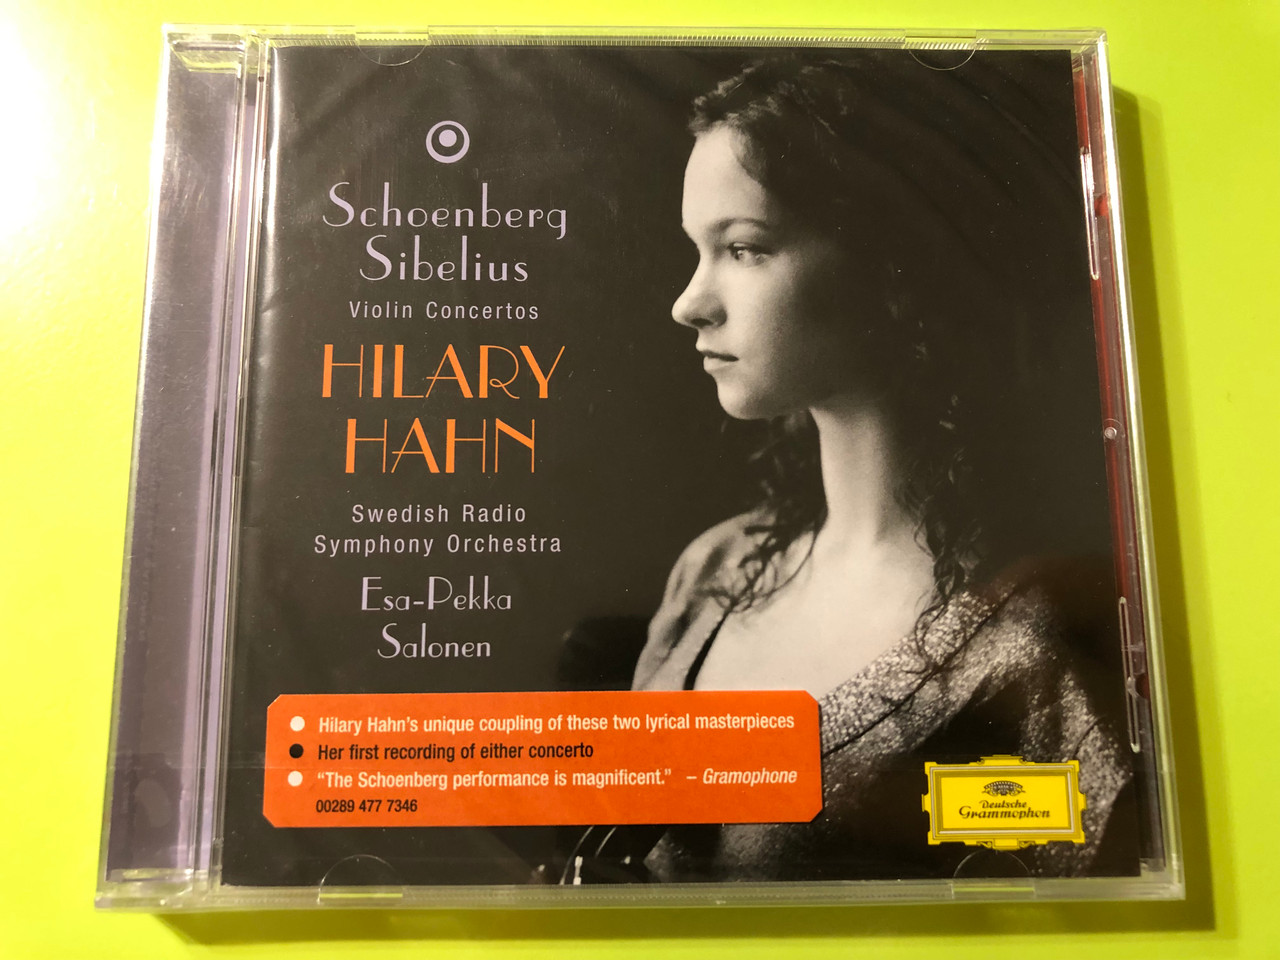 Schoenberg
Sibelius
Violin Concertos
HILARY
HAHN
Swedish Radio
Symphony Orchestra
Esa-Pekka
Salonen
Hilary Hahn's unique coupling of these two lyrical masterpieces
Her first recording of either concerto
“The Schoenberg performance is magnificent.” – Gramophone
00289 477 7346
Deutsche
Grammophon